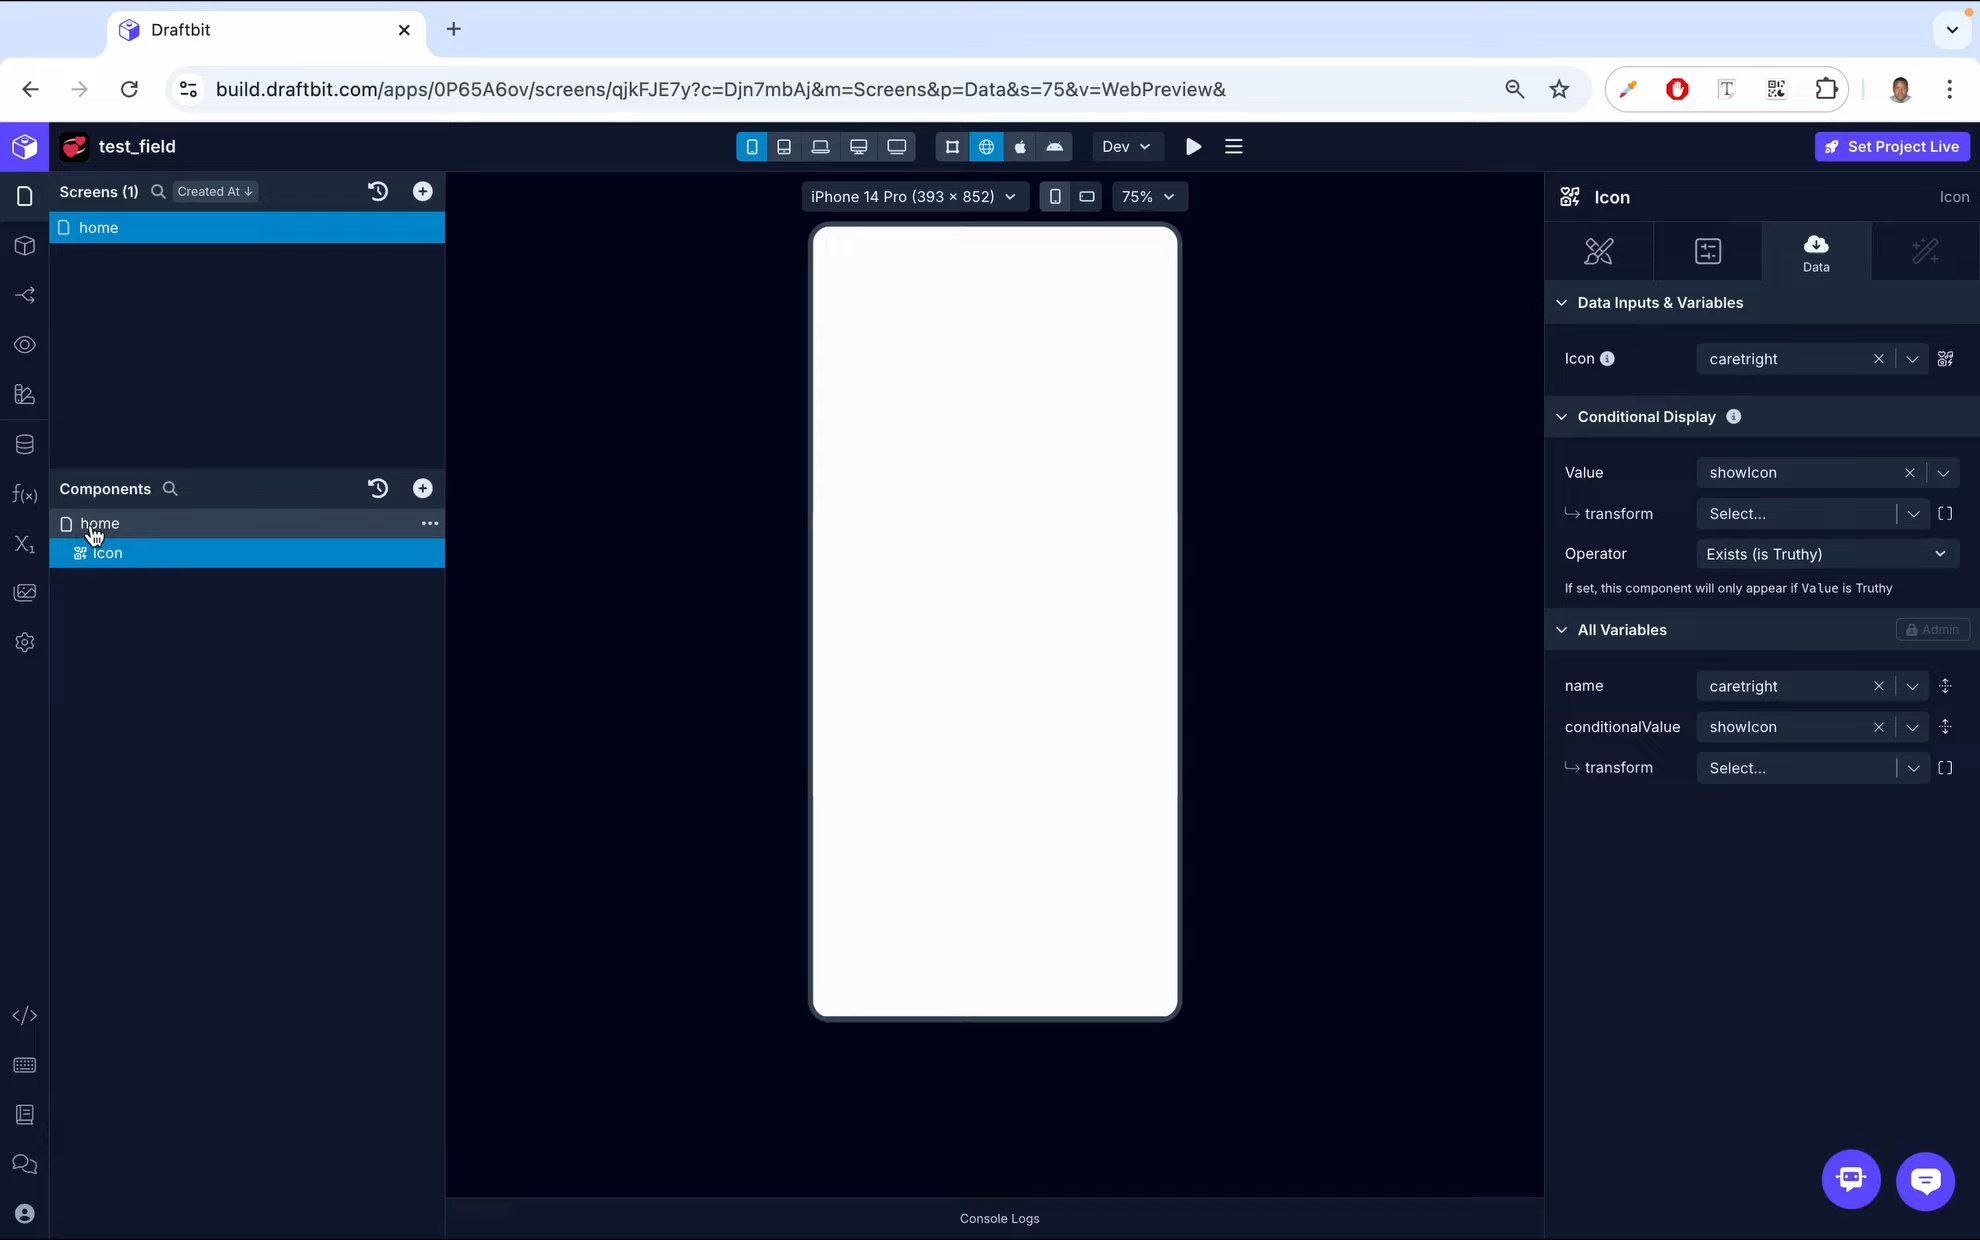 Draftbit
build.draftbit.com/apps/0P65A6ov/screens/qjkFJE7y?c=Djn7mbAj&m=Screens&p=Data&s=75&v=WebPreview&
test_field
Dev
Set Project Live
Screens (1)
Created At ↓
home
iPhone 14 Pro (393 × 852)
75%
Icon
Icon
Data
Data Inputs & Variables
Icon
caretright
Conditional Display
Value
showIcon
transform
Select...
Operator
Exists (is Truthy)
If set, this component will only appear if Value is Truthy
All Variables
Admin
name
caretright
conditionalValue
showIcon
transform
Select...
Components
home
Icon
f(x)
X1
Console Logs